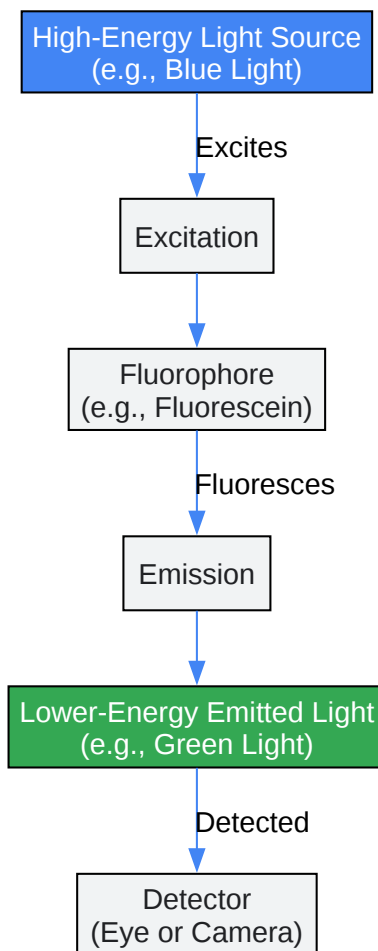 High-Energy Light Source
(e.g., Blue Light)
Excites
Excitation
Fluorophore
(e.g., Fluorescein)
Fluoresces
Emission
Lower-Energy Emitted Light
(e.g., Green Light)
Detected
Detector
(Eye or Camera)